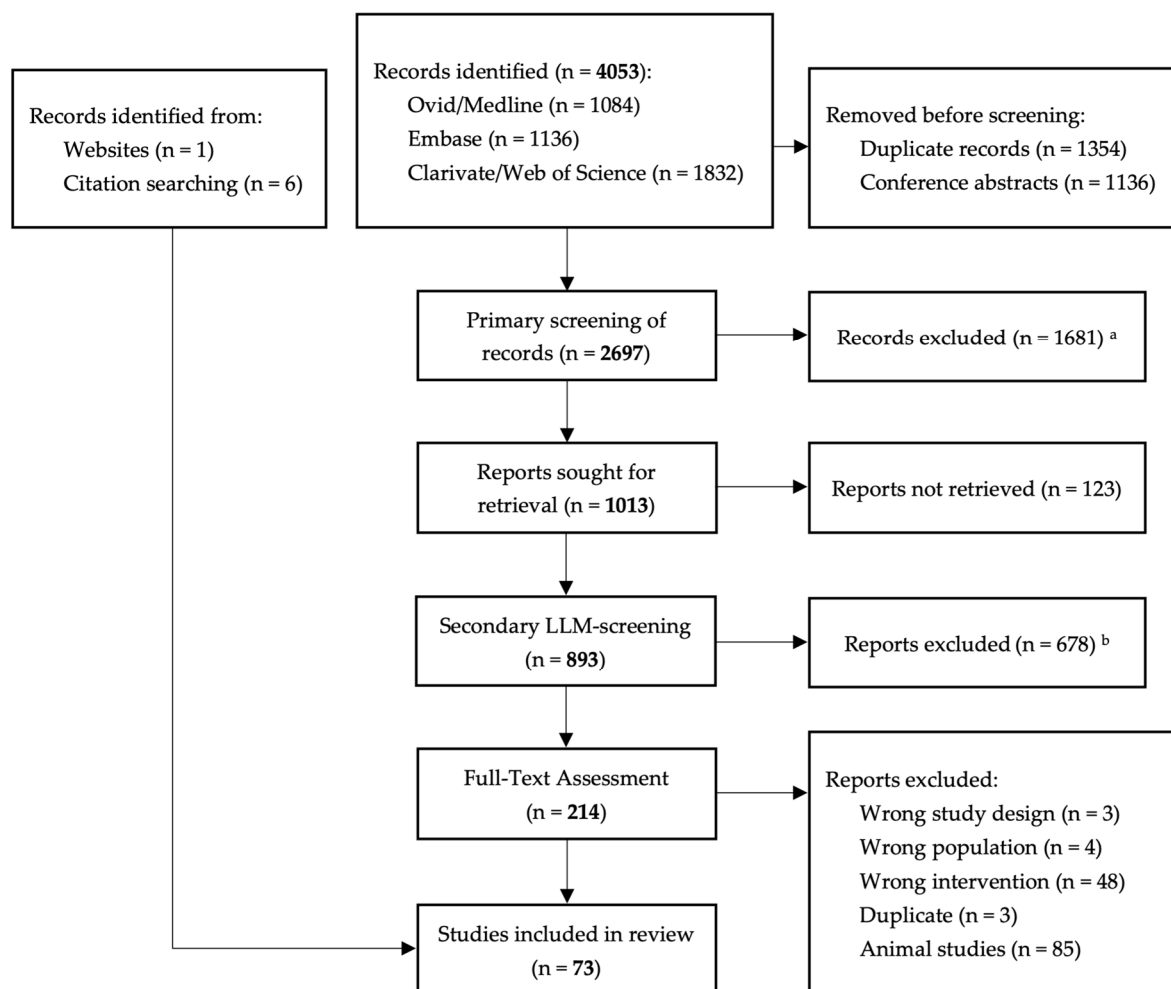 Records identified from:
Websites (n = 1)
Citation searching (n = 6)
Records identified (n = 4053):
Ovid/Medline (n = 1084)
Embase (n = 1136)
Clarivate/Web of Science (n = 1832)
Removed before screening:
Duplicate records (n = 1354)
Conference abstracts (n = 1136)
Primary screening of
records (n = 2697)
Records excluded (n = 1681) a
Reports sought for
retrieval (n = 1013)
Reports not retrieved (n = 123)
Secondary LLM-screening
(n = 893)
Reports excluded (n = 678) b
Full-Text Assessment
(n = 214)
Reports excluded:
Wrong study design (n = 3)
Wrong population (n = 4)
Wrong intervention (n = 48)
Duplicate (n = 3)
Animal studies (n = 85)
Studies included in review
(n = 73)